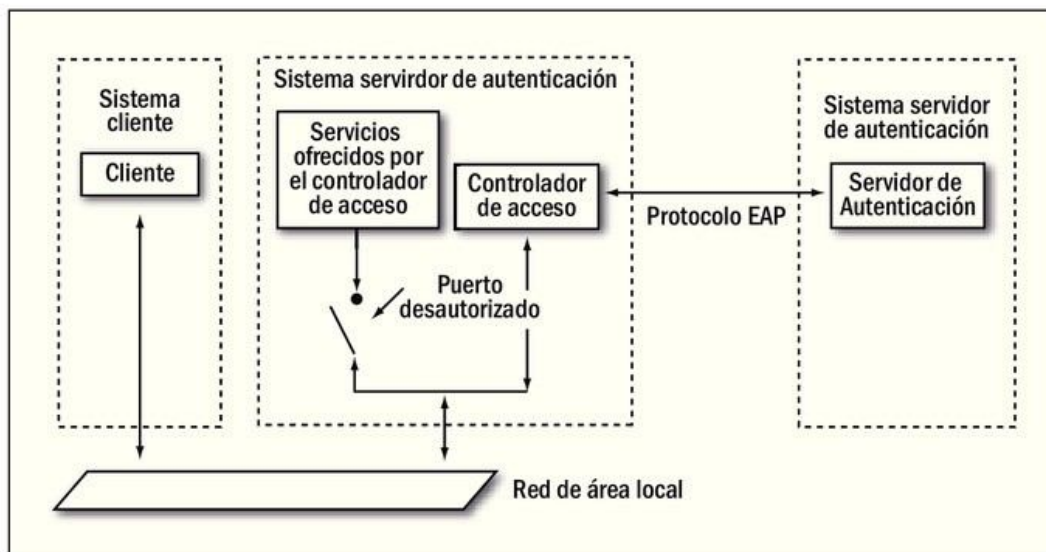 Sistema
cliente
Cliente
Sistema servirdor de autenticación
Servicios
ofrecidos por
el controlador
de acceso
Controlador
de acceso
Puerto
desautorizado
Protocolo EAP
Sistema servidor
de autenticación
Servidor de
Autenticación
Red de área local